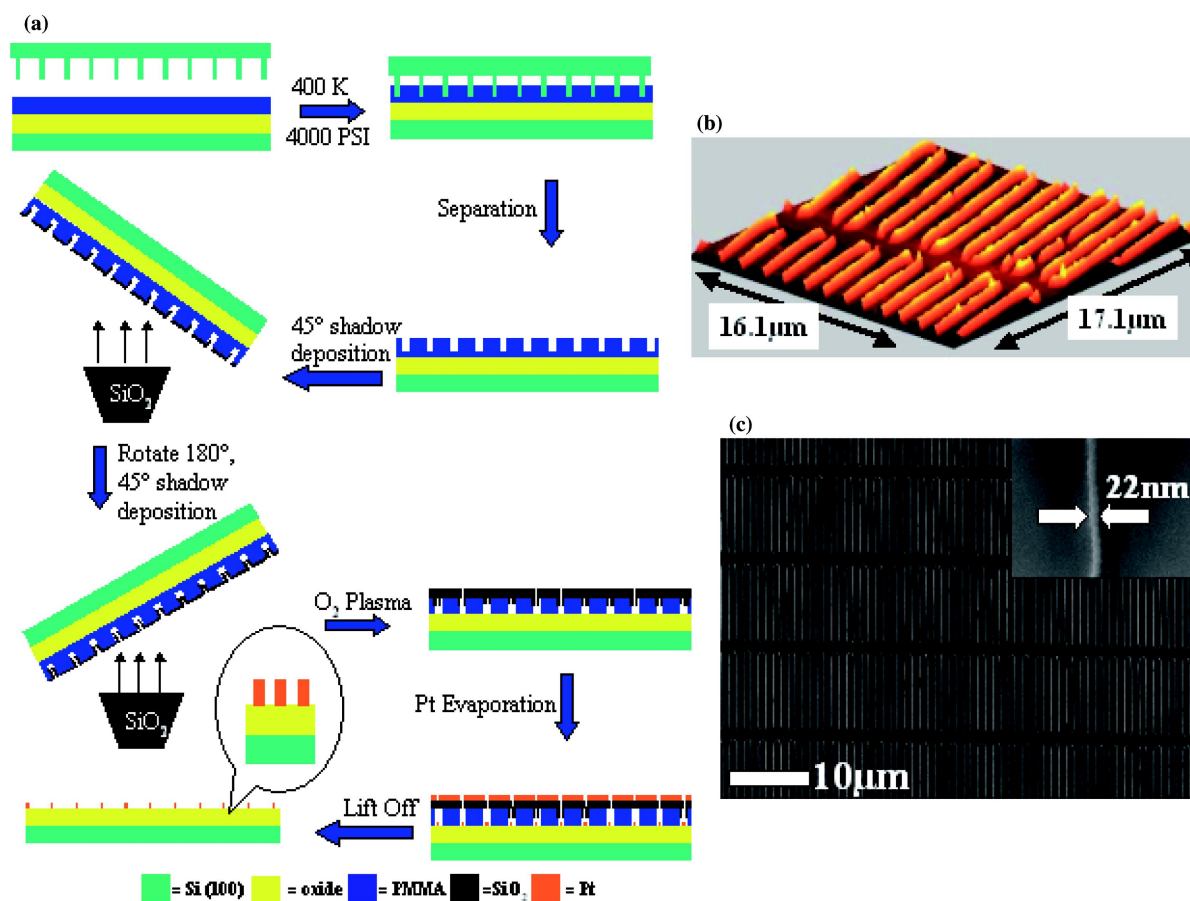 (a)
400 K
4000 PSI
Separation
45° shadow
deposition
SiO2
Rotate 180°,
45° shadow
deposition
O2 Plasma
SiO2
Pt Evaporation
Lift Off
= Si (100) = oxide = PMMA =SiO2 = Pt
(b)
16.1μm
17.1μm
(c)
22nm
10μm